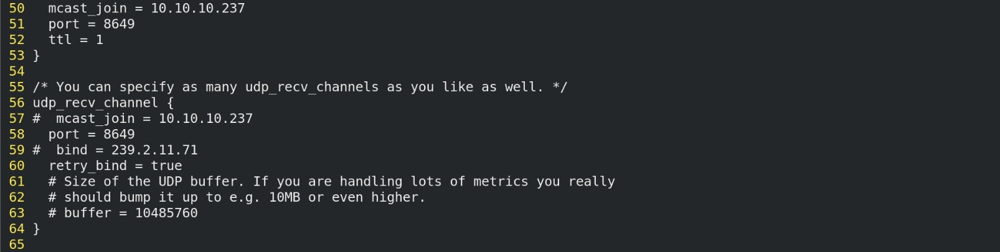 50   mcast_join = 10.10.10.237
51   port = 8649
52   ttl = 1
53 }
54
55 /* You can specify as many udp_recv_channels as you like as well. */
56 udp_recv_channel {
57 #  mcast_join = 10.10.10.237
58   port = 8649
59 #  bind = 239.2.11.71
60   retry_bind = true
61   # Size of the UDP buffer. If you are handling lots of metrics you really
62   # should bump it up to e.g. 10MB or even higher.
63   # buffer = 10485760
64 }
65